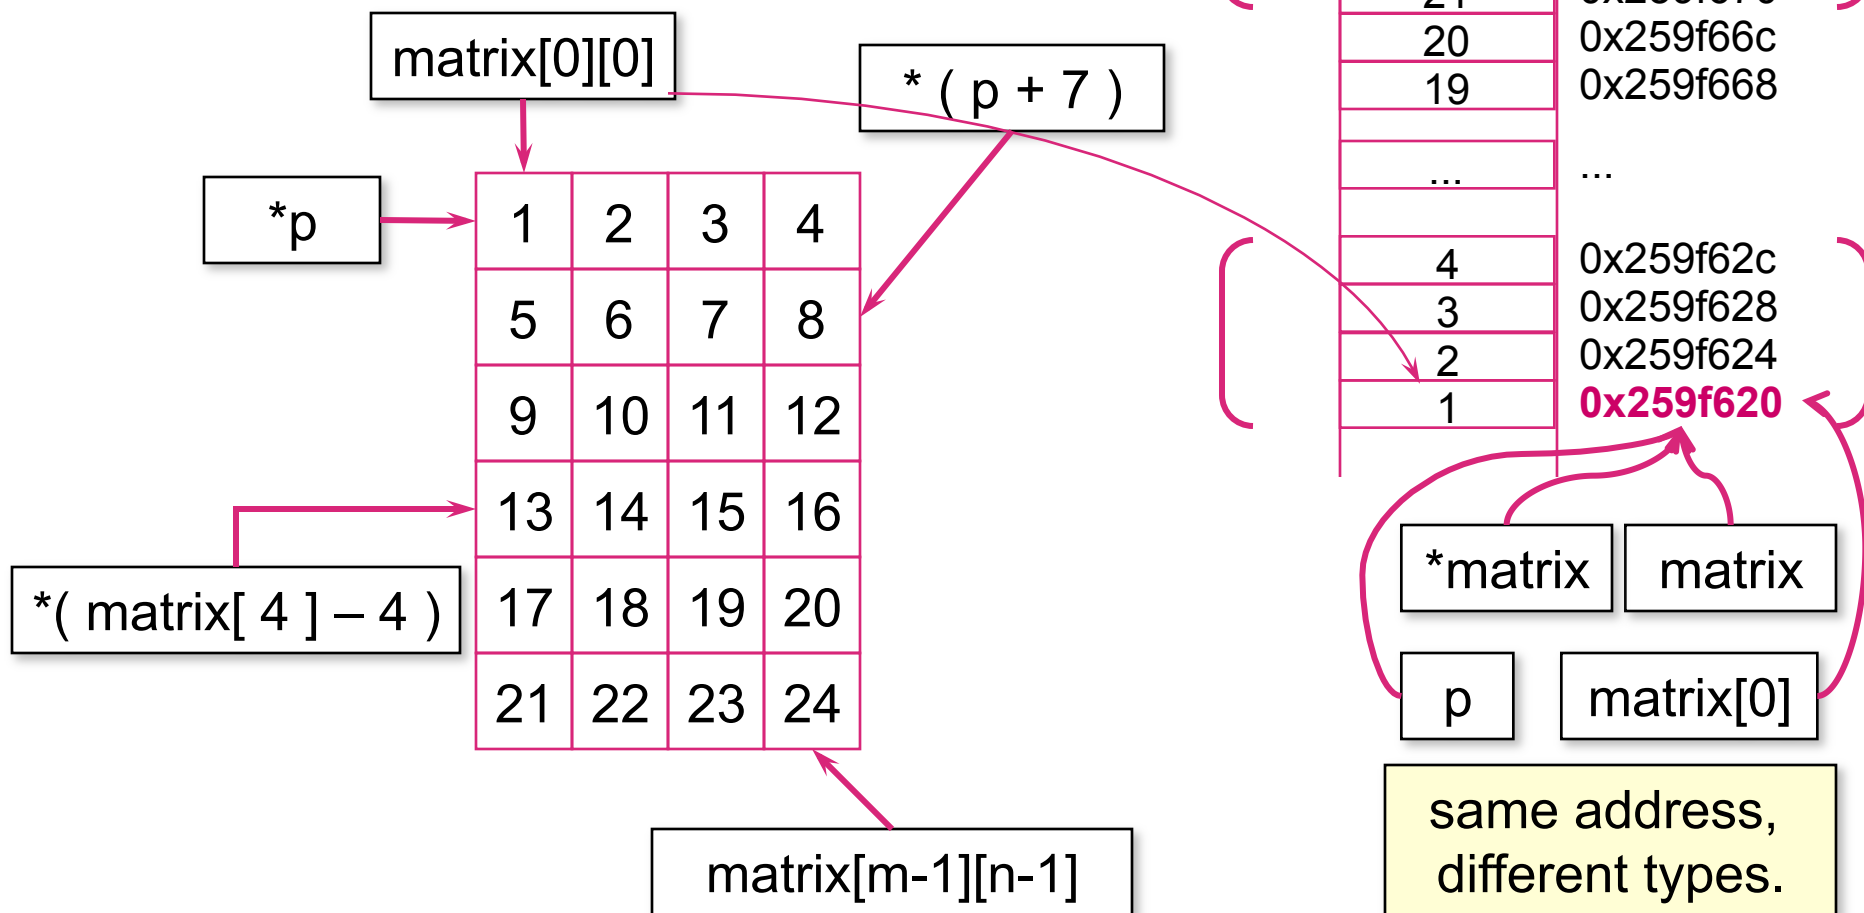 matrix[0][0]
* ( p + 7 )
*p
1 2 3 4
5 6 7 8
9 10 11 12
13 14 15 16
17 18 19 20
21 22 23 24
*( matrix[ 4 ] – 4 )
matrix[m-1][n-1]
20 0x259f66c
19 0x259f668
... ...
4 0x259f62c
3 0x259f628
2 0x259f624
1 0x259f620
*matrix
matrix
p
matrix[0]
same address,
different types.